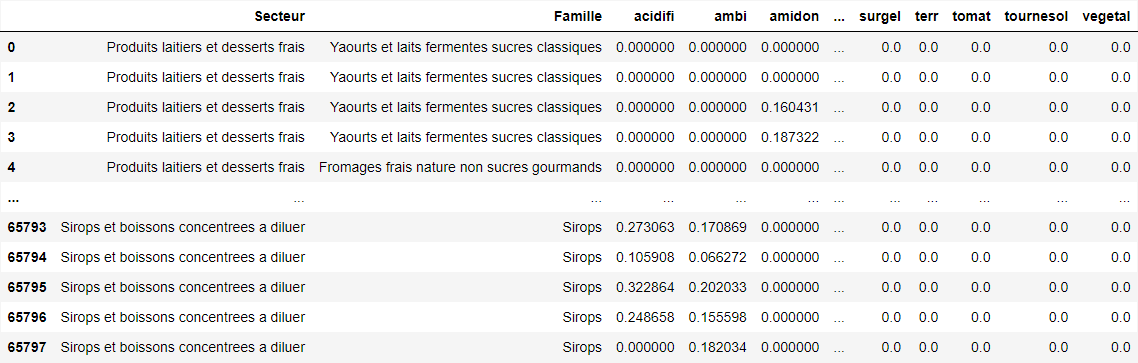 Secteur Famille acidifi ambi amidon ... surgel terr tomat tournesol vegetal
0 Produits laitiers et desserts frais Yaourts et laits fermentes sucres classiques 0.000000 0.000000 0.000000 ... 0.0 0.0 0.0 0.0 0.0
1 Produits laitiers et desserts frais Yaourts et laits fermentes sucres classiques 0.000000 0.000000 0.000000 ... 0.0 0.0 0.0 0.0 0.0
2 Produits laitiers et desserts frais Yaourts et laits fermentes sucres classiques 0.000000 0.000000 0.160431 ... 0.0 0.0 0.0 0.0 0.0
3 Produits laitiers et desserts frais Yaourts et laits fermentes sucres classiques 0.000000 0.000000 0.187322 ... 0.0 0.0 0.0 0.0 0.0
4 Produits laitiers et desserts frais Fromages frais nature non sucres gourmands 0.000000 0.000000 0.000000 ... 0.0 0.0 0.0 0.0 0.0
... ... ... ... ... ... ... ... ... ... ... ...
65793 Sirops et boissons concentrees a diluer Sirops 0.273063 0.170869 0.000000 ... 0.0 0.0 0.0 0.0 0.0
65794 Sirops et boissons concentrees a diluer Sirops 0.105908 0.066272 0.000000 ... 0.0 0.0 0.0 0.0 0.0
65795 Sirops et boissons concentrees a diluer Sirops 0.322864 0.202033 0.000000 ... 0.0 0.0 0.0 0.0 0.0
65796 Sirops et boissons concentrees a diluer Sirops 0.248658 0.155598 0.000000 ... 0.0 0.0 0.0 0.0 0.0
65797 Sirops et boissons concentrees a diluer Sirops 0.000000 0.182034 0.000000 ... 0.0 0.0 0.0 0.0 0.0